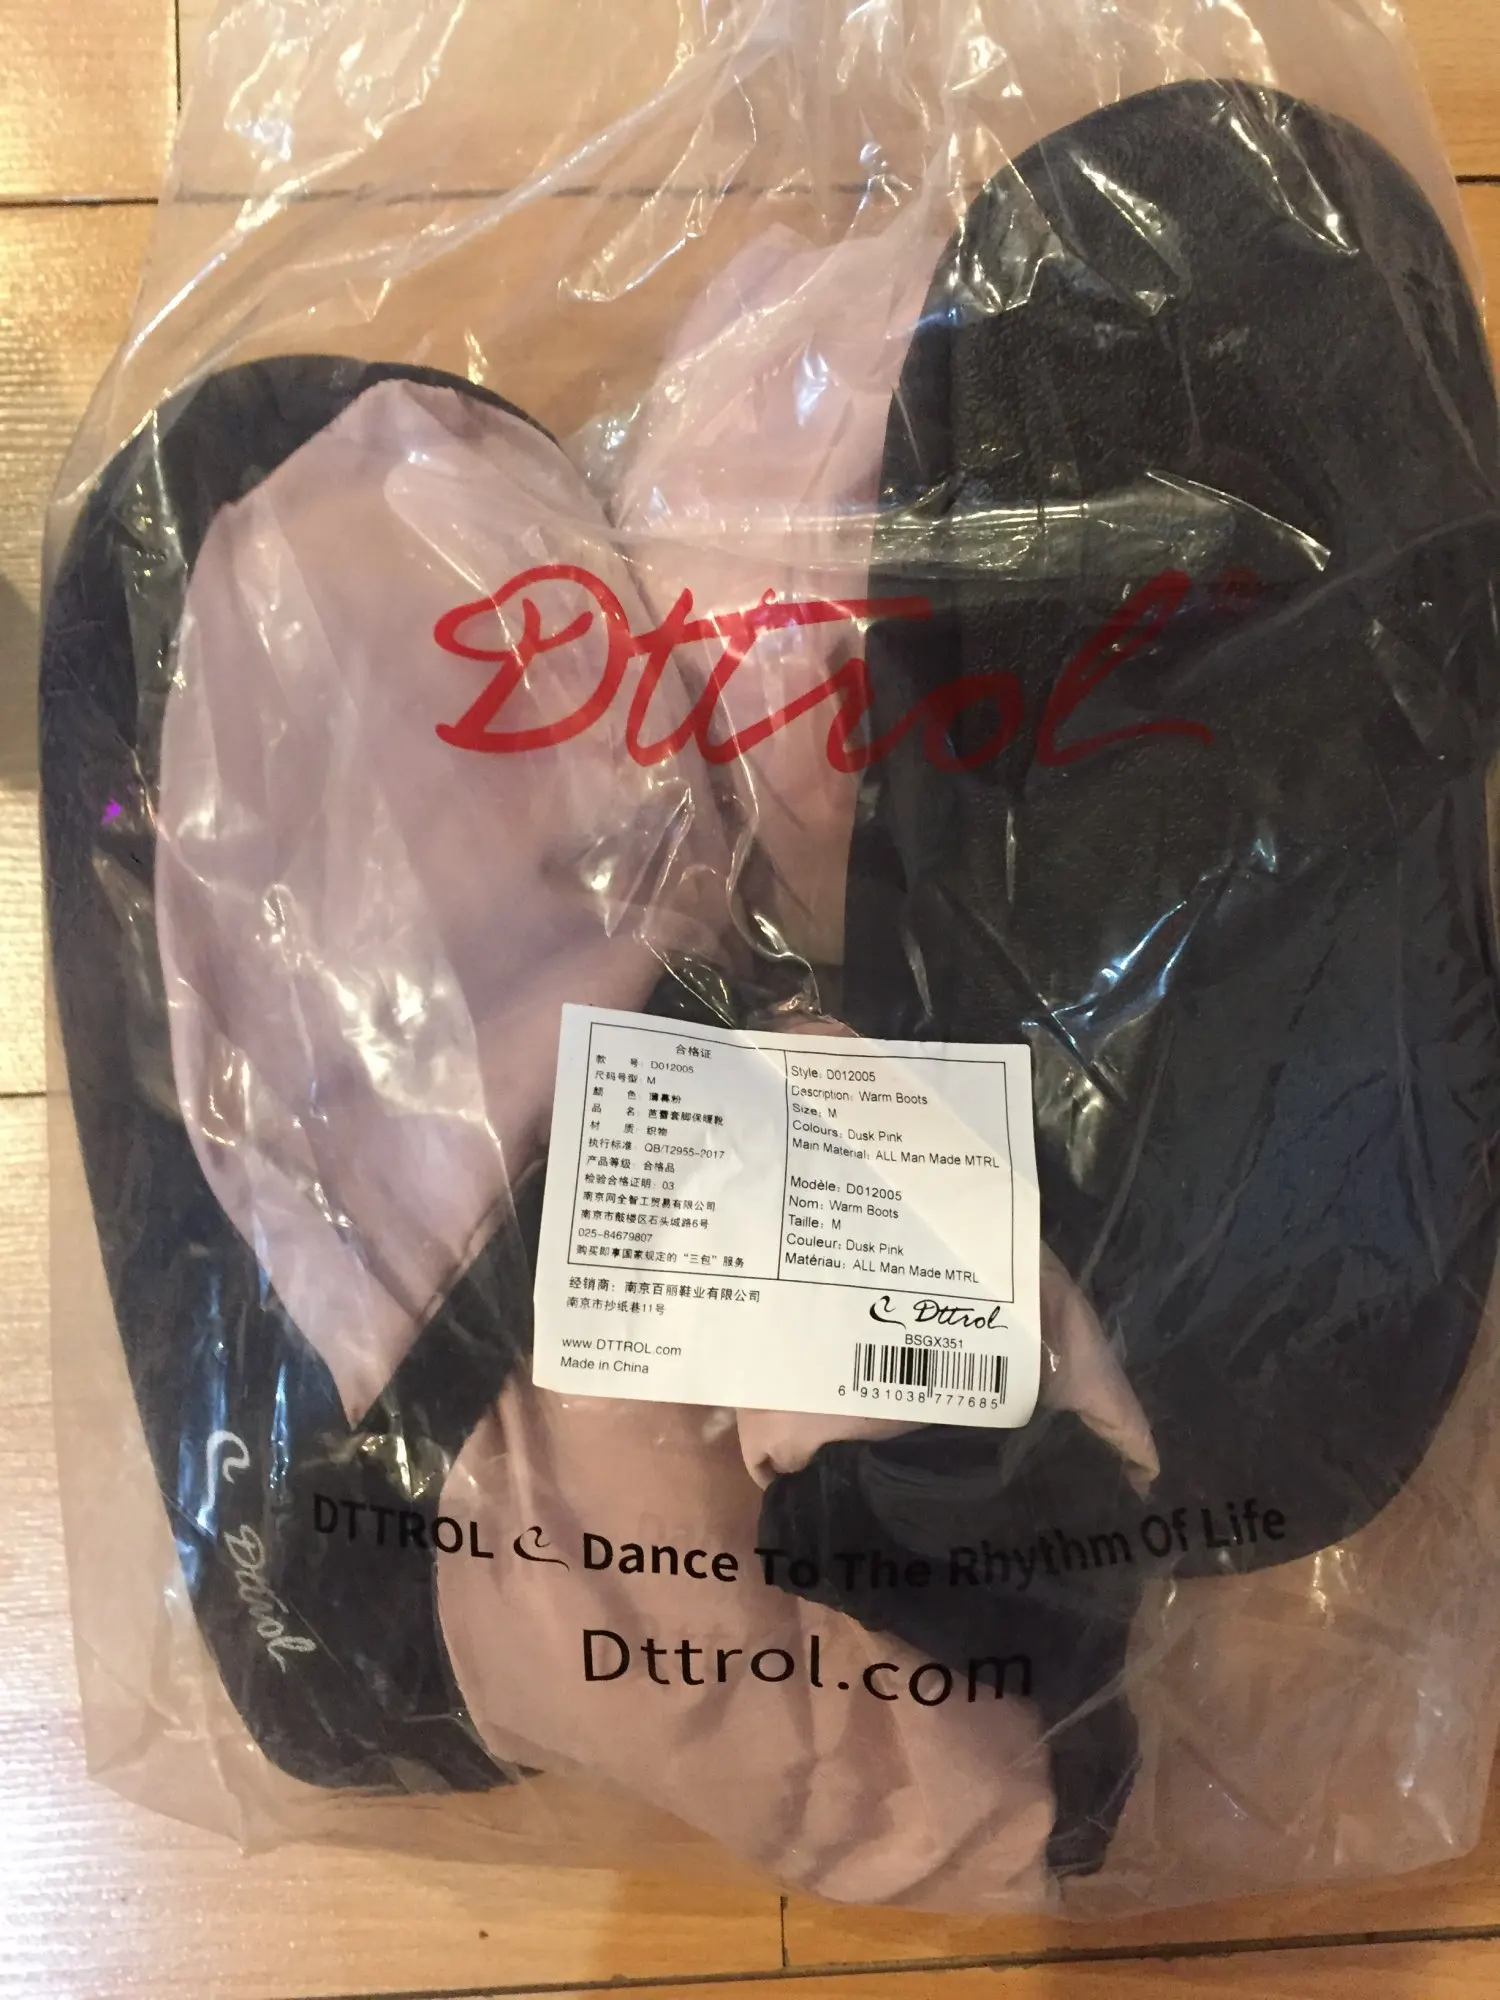 Dttrol
合格证
款 号: D012005
尺码号型: M
颜 色: 薄暮粉
品 名: 芭蕾套脚保暖靴
材 质: 织物
执行标准: QB/T2955-2017
产品等级: 合格品
检验合格证明: 03
南京网全智工贸易有限公司
南京市鼓楼区石头城路6号
025-84679807
购买即享国家规定的“三包”服务
Style: D012005
Description: Warm Boots
Size: M
Colours: Dusk Pink
Main Material: ALL Man Made MTRL
Modèle: D012005
Nom: Warm Boots
Taille: M
Couleur: Dusk Pink
Matériau: ALL Man Made MTRL
经销商: 南京百丽鞋业有限公司
南京市抄纸巷11号
www.DTTROL.com
Made in China
Dttrol
BSGX351
6 931038 777685
Dttrol
DTTROL Dance To The Rhythm Of Life
Dttrol.com